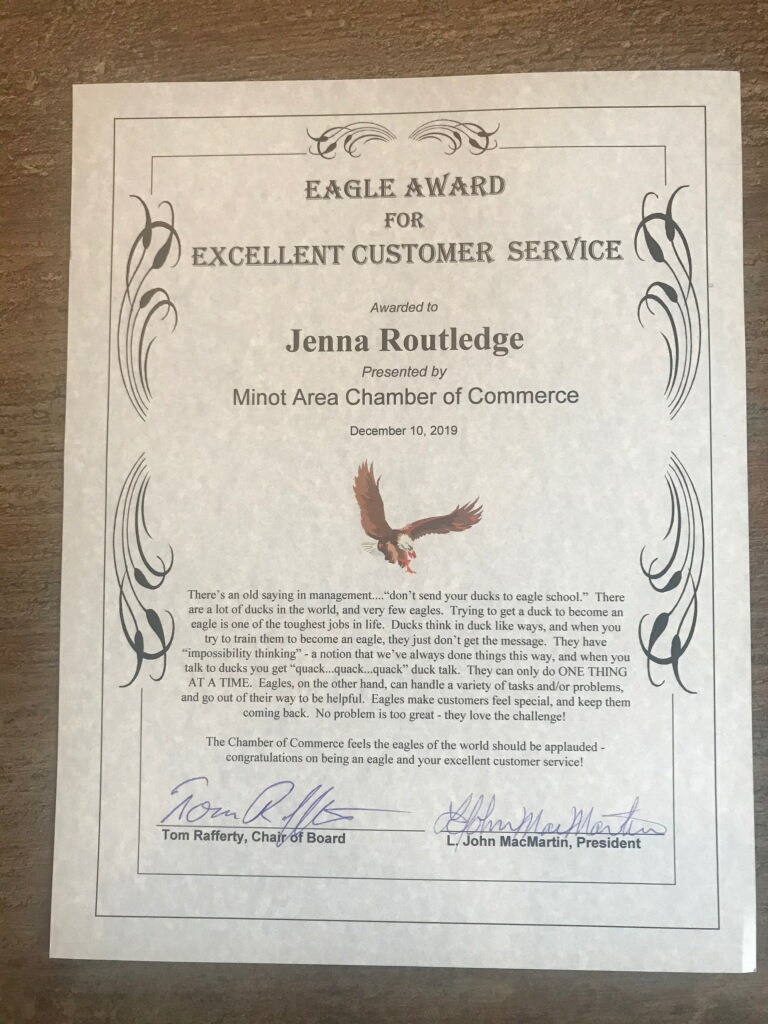 EAGLE AWARD
FOR
EXCELLENT CUSTOMER SERVICE
Awarded to
Jenna Routledge
Presented by
Minot Area Chamber of Commerce
December 10, 2019
There's an old saying in management....“don't send your ducks to eagle school.” There
are a lot of ducks in the world, and very few eagles. Trying to get a duck to become an
eagle is one of the toughest jobs in life. Ducks think in duck like ways, and when you
try to train them to become an eagle, they just don't get the message. They have
“impossibility thinking” - a notion that we've always done things this way, and when you
talk to ducks you get “quack...quack...quack” duck talk. They can only do ONE THING
AT A TIME. Eagles, on the other hand, can handle a variety of tasks and/or problems,
and go out of their way to be helpful. Eagles make customers feel special, and keep them
coming back. No problem is too great - they love the challenge!
The Chamber of Commerce feels the eagles of the world should be applauded -
congratulations on being an eagle and your excellent customer service!
Tom Rafferty L John MacMartin
Tom Rafferty, Chair of Board L. John MacMartin, President